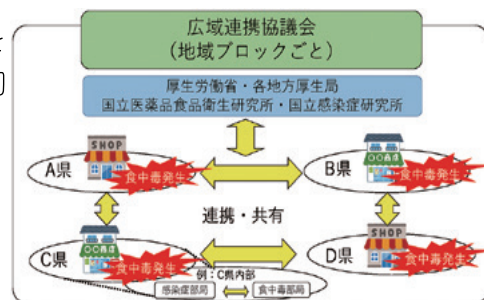 広域連携協議会
(地域ブロックごと)
厚生労働省・各地方厚生局
国立医薬品食品衛生研究所・国立感染症研究所
SHOP
A県
食中毒発生
〇〇商店
B県
食中毒発生
連携・共有
〇〇商店
C県
食中毒発生
SHOP
D県
食中毒発生
例：C県内部
感染症部局
食中毒部局